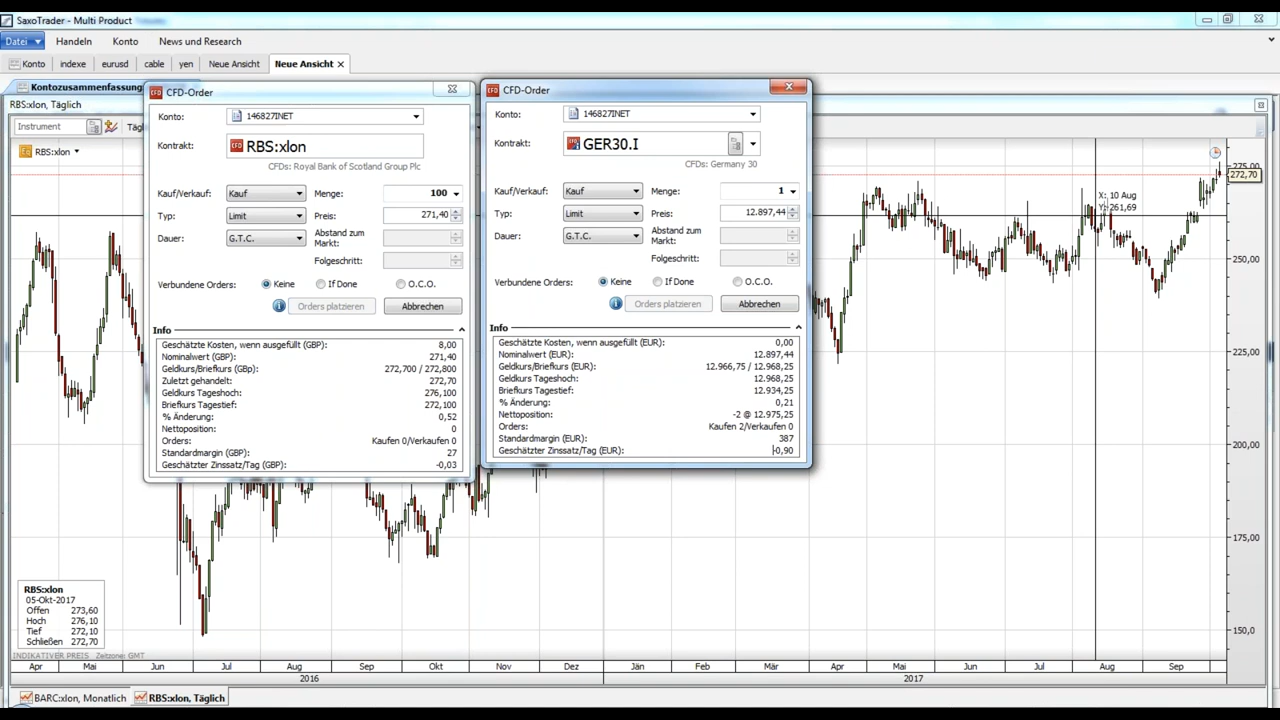 SaxoTrader - Multi Product
Datei Handeln Konto News und Research
Konto indexe eurusd cable yen Neue Ansicht Neue Ansicht
Kontozusammenfassung
RBS:xlon, Täglich
Instrument
RBS:xlon
CFD-Order
Konto: 146827INET
Kontrakt: CFD RBS:xlon
CFDs: Royal Bank of Scotland Group Plc
Kauf/Verkauf: Kauf Menge: 100
Typ: Limit Preis: 271,40
Dauer: G.T.C. Abstand zum
Markt:
Folgeschritt:
Verbundene Orders: Keine If Done O.C.O.
Orders platzieren Abbrechen
Info
Geschätzte Kosten, wenn ausgefüllt (GBP): 8,00
Nominalwert (GBP): 271,40
Geldkurs/Briefkurs (GBp): 272,700 / 272,800
Zuletzt gehandelt: 272,70
Geldkurs Tageshoch: 276,100
Briefkurs Tagestief: 272,100
% Änderung: 0,52
Nettoposition: 0
Orders: Kaufen 0/Verkaufen 0
Standardmargin (GBP): 27
Geschätzter Zinssatz/Tag (GBP): -0,03
CFD-Order
Konto: 146827INET
Kontrakt: GER30.I
CFDs: Germany 30
Kauf/Verkauf: Kauf Menge: 1
Typ: Limit Preis: 12.897,44
Dauer: G.T.C. Abstand zum
Markt:
Folgeschritt:
Verbundene Orders: Keine If Done O.C.O.
Orders platzieren Abbrechen
Info
Geschätzte Kosten, wenn ausgefüllt (EUR): 0,00
Nominalwert (EUR): 12.897,44
Geldkurs/Briefkurs (EUR): 12.966,75 / 12.968,25
Geldkurs Tageshoch: 12.968,25
Briefkurs Tagestief: 12.934,25
% Änderung: 0,21
Nettoposition: -2 @ 12.975,25
Orders: Kaufen 2/Verkaufen 0
Standardmargin (EUR): 387
Geschätzter Zinssatz/Tag (EUR): -0,90
X: 10 Aug
Y: 261,69
275,00
272,70
250,00
225,00
200,00
175,00
150,0
RBS:xlon
05-Okt-2017
Offen 273,60
Hoch 276,10
Tief 272,10
Schließen 272,70
INDIKATIVER PREIS Zeitzone: GMT
Apr Mai Jun Jul Aug Sep Okt Nov Dez Jän Feb Mär Apr Mai Jun Jul Aug Sep
2016 2017
BARC:xlon, Monatlich RBS:xlon, Täglich